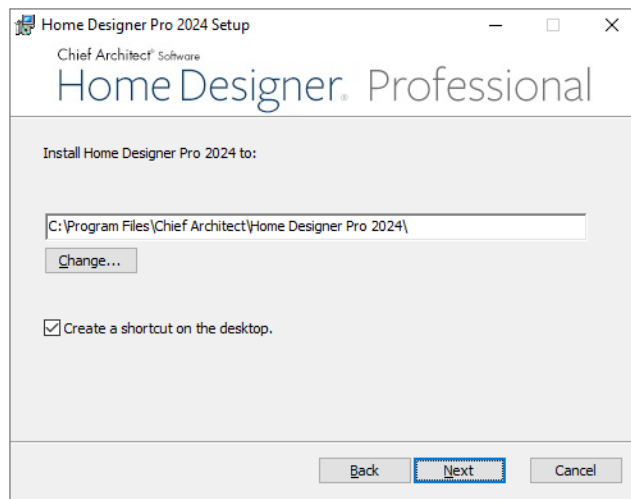 Home Designer Pro 2024 Setup
Chief Architect® Software
Home Designer® Professional
Install Home Designer Pro 2024 to:
C:\Program Files\Chief Architect\Home Designer Pro 2024\
Change...
Create a shortcut on the desktop.
Back Next Cancel